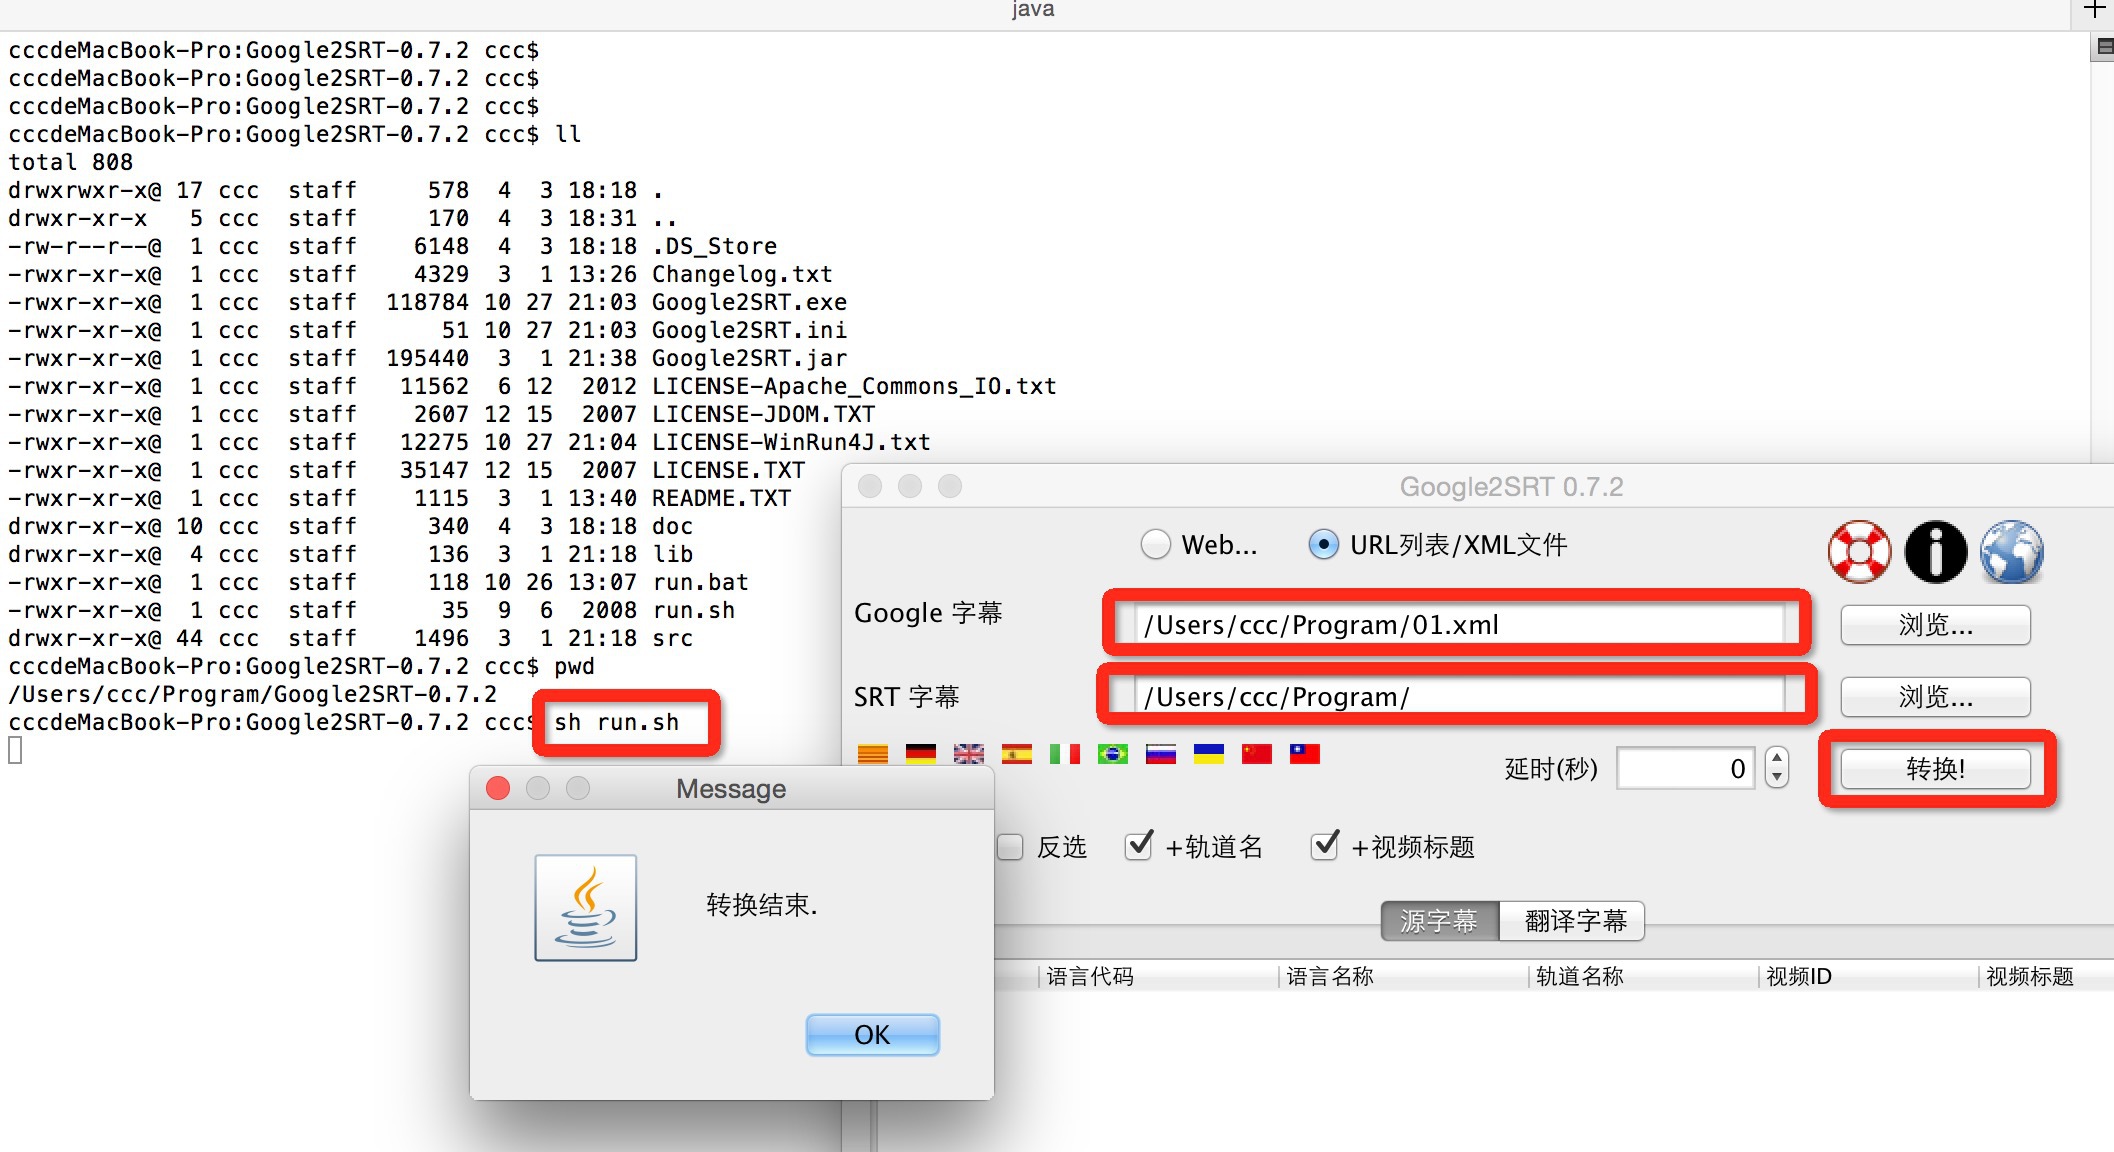 java
cccdeMacBook-Pro:Google2SRT-0.7.2 ccc$
cccdeMacBook-Pro:Google2SRT-0.7.2 ccc$
cccdeMacBook-Pro:Google2SRT-0.7.2 ccc$
cccdeMacBook-Pro:Google2SRT-0.7.2 ccc$ ll
total 808
drwxrwxr-x@ 17 ccc  staff     578  4  3 18:18 .
drwxr-xr-x   5 ccc  staff     170  4  3 18:31 ..
-rw-r--r--@  1 ccc  staff    6148  4  3 18:18 .DS_Store
-rwxr-xr-x@  1 ccc  staff    4329  3  1 13:26 Changelog.txt
-rwxr-xr-x@  1 ccc  staff  118784 10 27 21:03 Google2SRT.exe
-rwxr-xr-x@  1 ccc  staff      51 10 27 21:03 Google2SRT.ini
-rwxr-xr-x@  1 ccc  staff  195440  3  1 21:38 Google2SRT.jar
-rwxr-xr-x@  1 ccc  staff   11562  6 12  2012 LICENSE-Apache_Commons_IO.txt
-rwxr-xr-x@  1 ccc  staff    2607 12 15  2007 LICENSE-JDOM.TXT
-rwxr-xr-x@  1 ccc  staff   12275 10 27 21:04 LICENSE-WinRun4J.txt
-rwxr-xr-x@  1 ccc  staff   35147 12 15  2007 LICENSE.TXT
-rwxr-xr-x@  1 ccc  staff    1115  3  1 13:40 README.TXT
drwxr-xr-x@ 10 ccc  staff     340  4  3 18:18 doc
drwxr-xr-x@  4 ccc  staff     136  3  1 21:18 lib
-rwxr-xr-x@  1 ccc  staff     118 10 26 13:07 run.bat
-rwxr-xr-x@  1 ccc  staff      35  9  6  2008 run.sh
drwxr-xr-x@ 44 ccc  staff    1496  3  1 21:18 src
cccdeMacBook-Pro:Google2SRT-0.7.2 ccc$ pwd
/Users/ccc/Program/Google2SRT-0.7.2
cccdeMacBook-Pro:Google2SRT-0.7.2 ccc$ sh run.sh
Google2SRT 0.7.2
Web... URL列表/XML文件
Google 字幕 /Users/ccc/Program/01.xml 浏览...
SRT 字幕 /Users/ccc/Program/ 浏览...
延时(秒) 0 转换!
反选 +轨道名 +视频标题
源字幕 翻译字幕
语言代码 语言名称 轨道名称 视频ID 视频标题
Message
转换结束.
OK